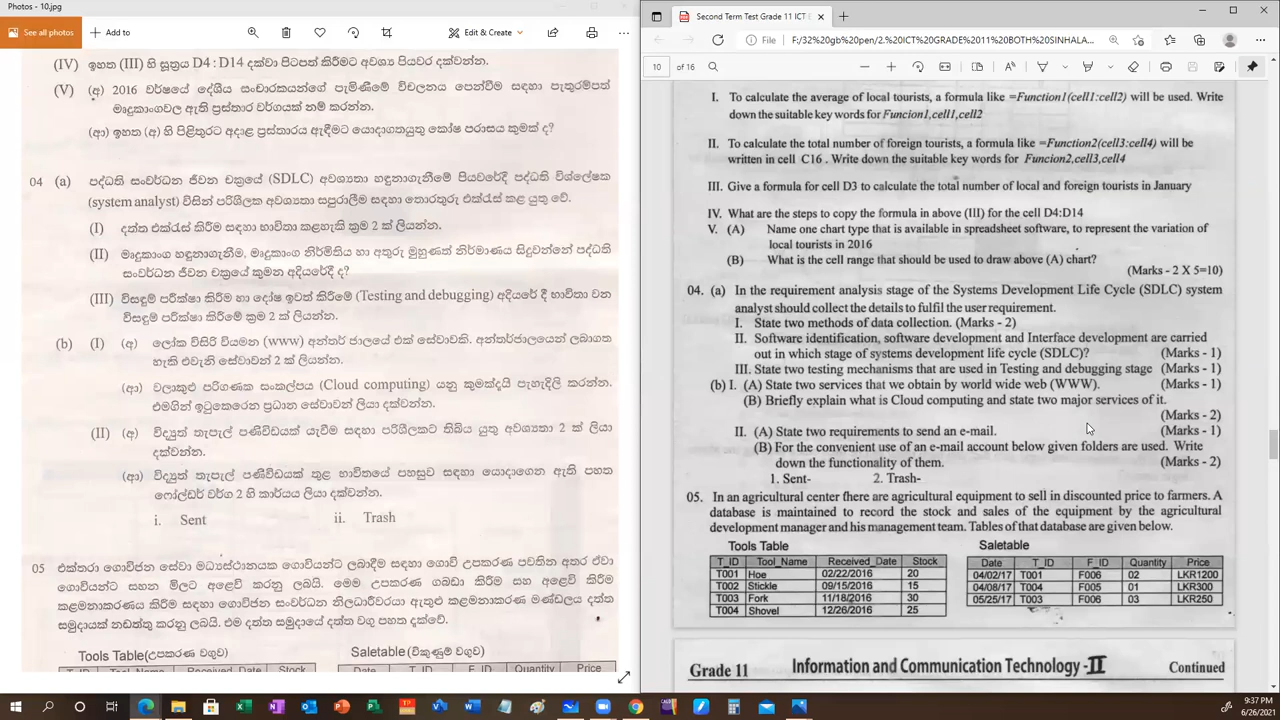 Photos - 10.jpg
See all photos
Add to
Edit & Create
(IV) ඉහත (III) හි සූත්‍රය D4 : D14 දක්වා පිටපත් කිරීමට අවශ්‍ය පියවර දක්වන්න.
(V) (අ) 2016 වර්ෂයේ දේශීය සංචාරකයන්ගේ පැමිණීමේ විචලනය පෙන්වීම සඳහා පැතුරුම්පත්
මෘදුකාංගවල ඇති ප්‍රස්තාර වර්ගයක් නම් කරන්න.
(ආ) ඉහත (අ) හි පිළිතුරට අදාළ ප්‍රස්තාරය ඇඳීමට යොදාගතයුතු කෝෂ පරාසය කුමක් ද?
04 (a) පද්ධති සංවර්ධන ජීවන චක්‍රයේ (SDLC) අවශ්‍යතා හඳුනාගැනීමේ පියවරේදී පද්ධති විශ්ලේෂක
(system analyst) විසින් පරිශීලක අවශ්‍යතා සපුරාලීම සඳහා තොරතුරු එක්රැස් කළ යුතු වේ.
(I) දත්ත එක්රැස් කිරීම සඳහා භාවිතා කළහැකි ක්‍රම 2 ක් ලියන්න.
(II) මෘදුකාංග හඳුනාගැනීම, මෘදුකාංග නිර්මිතිය හා අතුරු මුහුණත් නිර්මාණය සිදුවන්නේ පද්ධති
සංවර්ධන ජීවන චක්‍රයේ කුමන අදියරේදී ද?
(III) විසඳුම් පරීක්ෂා කිරීම හා දෝෂ ඉවත් කිරීමේ (Testing and debugging) අදියරේ දී භාවිතා වන
විසඳුම් පරික්ෂා කිරීමේ ක්‍රම 2 ක් ලියන්න.
(b) (I) (අ) ලෝක විසිරි වියමන (www) අන්තර් ජාලයේ එක් සේවාවකි. අන්තර්ජාලයෙන් ලබාගත
හැකි එවැනි සේවාවන් 2 ක් ලියන්න.
(ආ) වලාකුළු පරිගණක සංකල්පය (Cloud computing) යනු කුමක්දැයි පැහැදිලි කරන්න.
එමගින් ඉටුකෙරෙන ප්‍රධාන සේවාවන් ලියා දක්වන්න.
(II) (අ) විද්‍යුත් තැපැල් පණිවිඩයක් යැවීම සඳහා පරිශීලකට තිබිය යුතු අවශ්‍යතා 2 ක් ලියා
දක්වන්න.
(ආ) විද්‍යුත් තැපැල් පණිවිඩයක් තුළ භාවිතයේ පහසුව සඳහා යොදාගෙන ඇති පහත
ෆෝල්ඩර් වර්ග 2 හි කාර්යය ලියා දක්වන්න.
i. Sent ii. Trash
05 එක්තරා ගොවිජන සේවා මධ්‍යස්ථානයක ගොවියන්ට ලබාදීම සඳහා ගොවි උපකරණ පවතින අතර ඒවා
ගොවියන්ට සහන මිලට අළෙවි කරනු ලබයි. මෙම උපකරණ ගබඩා කිරීම සහ අළෙවි කිරීම
කළමනාකරණය කිරීම සඳහා ගොවිජන සංවර්ධන නිලධාරීවරයා ඇතුළු කළමනාකරණ මණ්ඩලය දත්ත
සමුදායක් නඩත්තු කරනු ලබයි. එම දත්ත සමුදායේ දත්ත වගු පහත දැක්වේ.
Tools Table(උපකරණ වගුව) Saletable (විකුණුම් වගුව)
T_ID Tool_Name Received_Date Stock Date T_ID F_ID Quantity Price
Second Term Test Grade 11 ICT E
File F:/32%20gb%20pen/2.%20ICT%20GRADE%2011%20BOTH%20SINHALA...
10 of 16
I. To calculate the average of local tourists, a formula like =Function1(cell1:cell2) will be used. Write
down the suitable key words for Funcion1,cell1,cell2
II. To calculate the total number of foreign tourists, a formula like =Funcion2(cell3:cell4) will be
written in cell C16. Write down the suitable key words for Funcion2,cell3,cell4
III. Give a formula for cell D3 to calculate the total number of local and foreign tourists in January
IV. What are the steps to copy the formula in above (III) for the cell D4:D14
V. (A) Name one chart type that is available in spreadsheet software, to represent the variation of
local tourists in 2016
(B) What is the cell range that should be used to draw above (A) chart?
(Marks - 2 X 5=10)
04. (a) In the requirement analysis stage of the Systems Development Life Cycle (SDLC) system
analyst should collect the details to fulfil the user requirement.
I. State two methods of data collection. (Marks - 2)
II. Software identification, software development and Interface development are carried
out in which stage of systems development life cycle (SDLC)? (Marks - 1)
III. State two testing mechanisms that are used in Testing and debugging stage (Marks - 1)
(b) I. (A) State two services that we obtain by world wide web (WWW). (Marks - 1)
(B) Briefly explain what is Cloud computing and state two major services of it.
(Marks - 2)
II. (A) State two requirements to send an e-mail. (Marks - 1)
(B) For the convenient use of an e-mail account below given folders are used. Write
down the functionality of them. (Marks - 2)
1. Sent- 2. Trash-
05. In an agricultural center there are agricultural equipment to sell in discounted price to farmers. A
database is maintained to record the stock and sales of the equipment by the agricultural
development manager and his management team. Tables of that database are given below.
Tools Table Saletable
T_ID Tool_Name Received_Date Stock Date T_ID F_ID Quantity Price
T001 Hoe 02/22/2016 20 04/02/17 T001 F006 02 LKR1200
T002 Stickle 09/15/2016 15 04/08/17 T004 F005 01 LKR300
T003 Fork 11/18/2016 30 05/25/17 T003 F006 03 LKR250
T004 Shovel 12/26/2016 25
Grade 11 Information and Communication Technology -II Continued
9:37 PM
6/26/2021